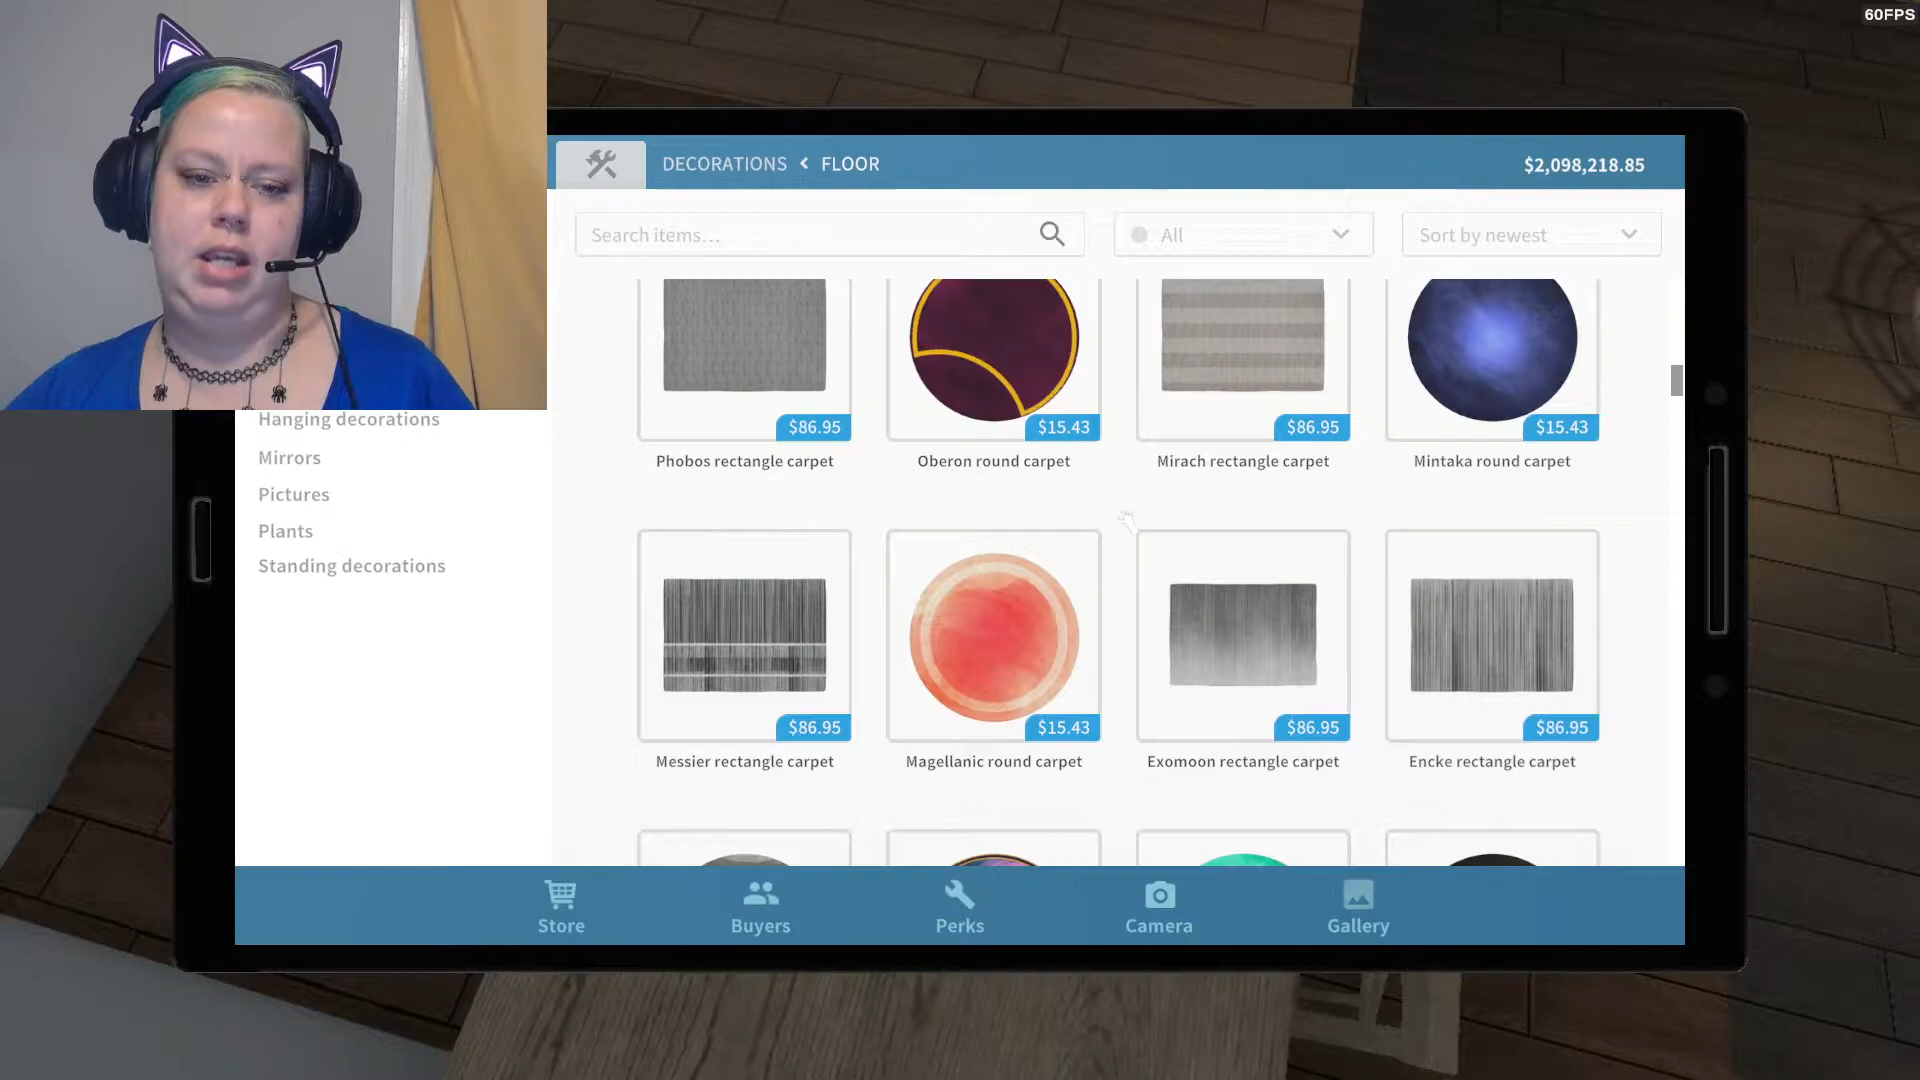 60FPS
DECORATIONS < FLOOR
$2,098,218.85
Search items...
All
Sort by newest
$86.95
$15.43
$86.95
$15.43
Phobos rectangle carpet
Oberon round carpet
Mirach rectangle carpet
Mintaka round carpet
Hanging decorations
Mirrors
Pictures
Plants
Standing decorations
$86.95
$15.43
$86.95
$86.95
Messier rectangle carpet
Magellanic round carpet
Exomoon rectangle carpet
Encke rectangle carpet
Store
Buyers
Perks
Camera
Gallery